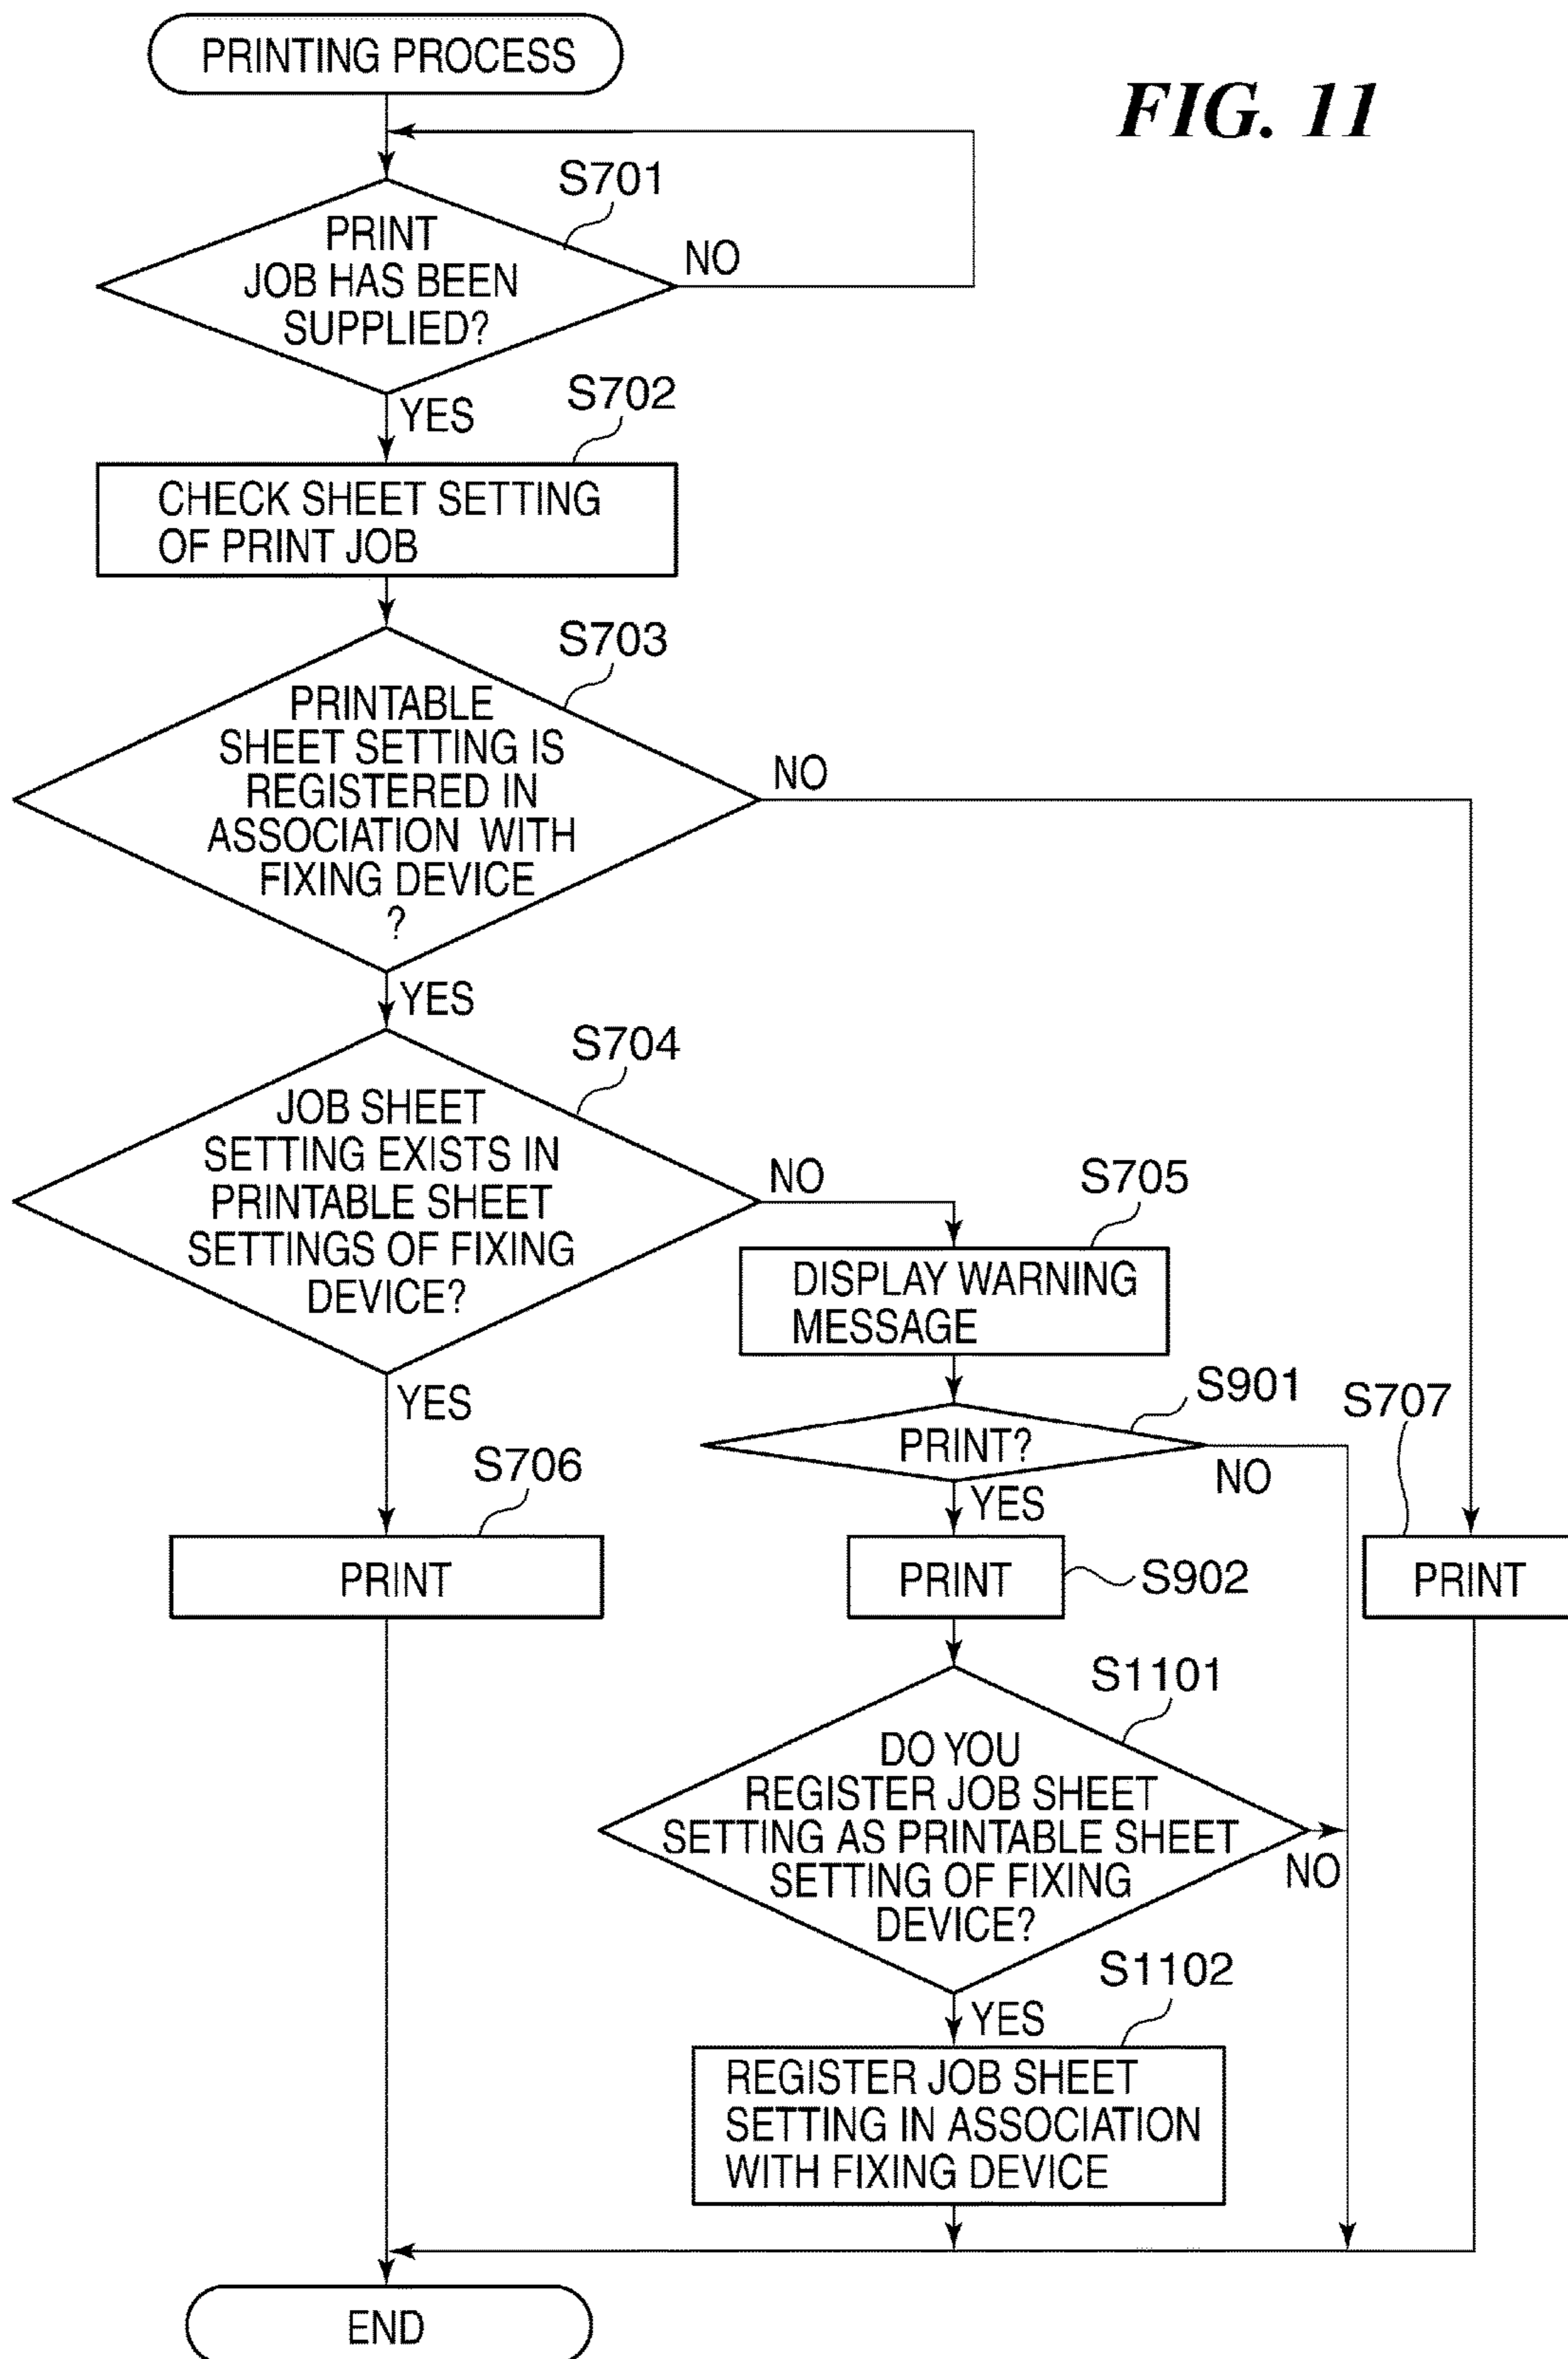 PRINTING PROCESS
FIG. 11
S701
PRINT
JOB HAS BEEN
SUPPLIED?
NO
YES
S702
CHECK SHEET SETTING
OF PRINT JOB
S703
PRINTABLE
SHEET SETTING IS
REGISTERED IN
ASSOCIATION WITH
FIXING DEVICE
?
NO
YES
S704
JOB SHEET
SETTING EXISTS IN
PRINTABLE SHEET
SETTINGS OF FIXING
DEVICE?
NO
YES
S705
DISPLAY WARNING
MESSAGE
S901
PRINT?
NO
YES
S707
S706
PRINT
PRINT
S902
PRINT
S1101
DO YOU
REGISTER JOB SHEET
SETTING AS PRINTABLE SHEET
SETTING OF FIXING
DEVICE?
NO
YES
S1102
REGISTER JOB SHEET
SETTING IN ASSOCIATION
WITH FIXING DEVICE
END